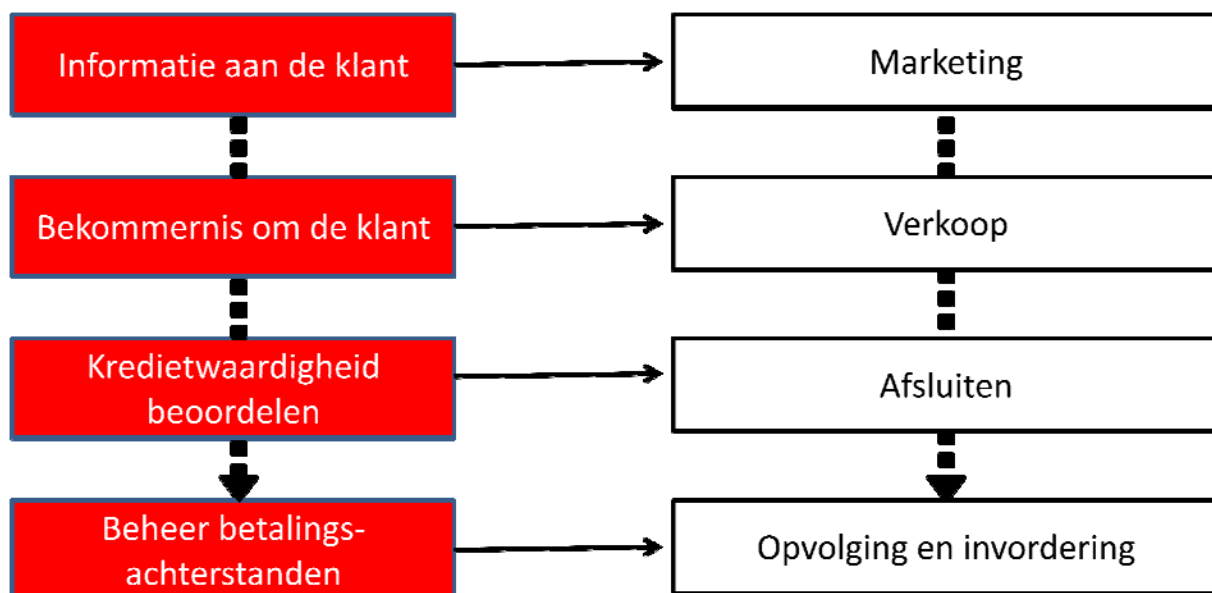 Informatie aan de klant
Marketing
Bekommernis om de klant
Verkoop
Kredietwaardigheid
beoordelen
Afsluiten
Beheer betalings-
achterstanden
Opvolging en invordering